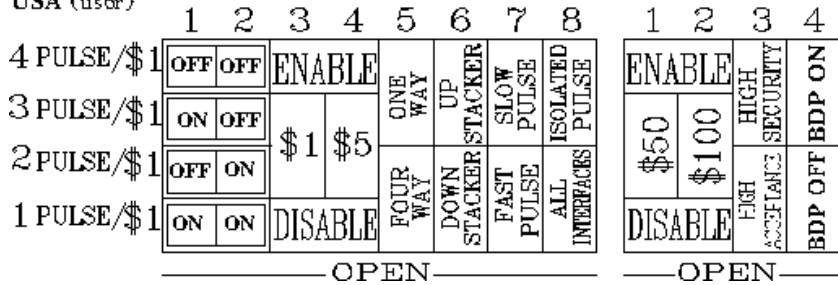 USA (usor)
1 2 3 4 5 6 7 8 1 2 3 4
4 PULSE/$1 OFF OFF ENABLE ONE WAY UP STACKER SLOW PULSE ISOLATED PULSE ENABLE HIGH SECURITY BDP ON
3 PULSE/$1 ON OFF
$1 $5 $50 $100
2 PULSE/$1 OFF ON FOUR WAY DOWN STACKER FAST PULSE ALL INTERFACES HIGH ACCEPTANCE BDP OFF
1 PULSE/$1 ON ON DISABLE DISABLE
OPEN OPEN